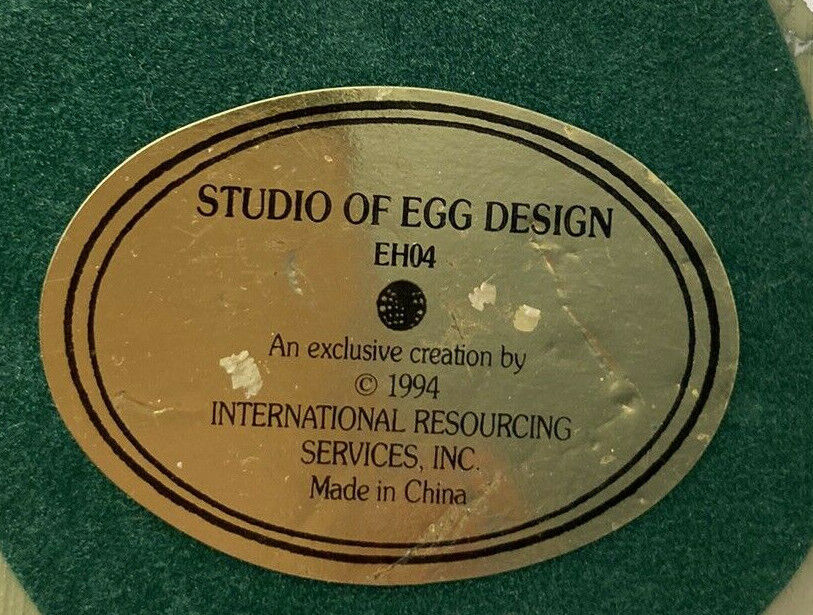 STUDIO OF EGG DESIGN
EH04
An exclusive creation by
© 1994
INTERNATIONAL RESOURCING
SERVICES, INC.
Made in China